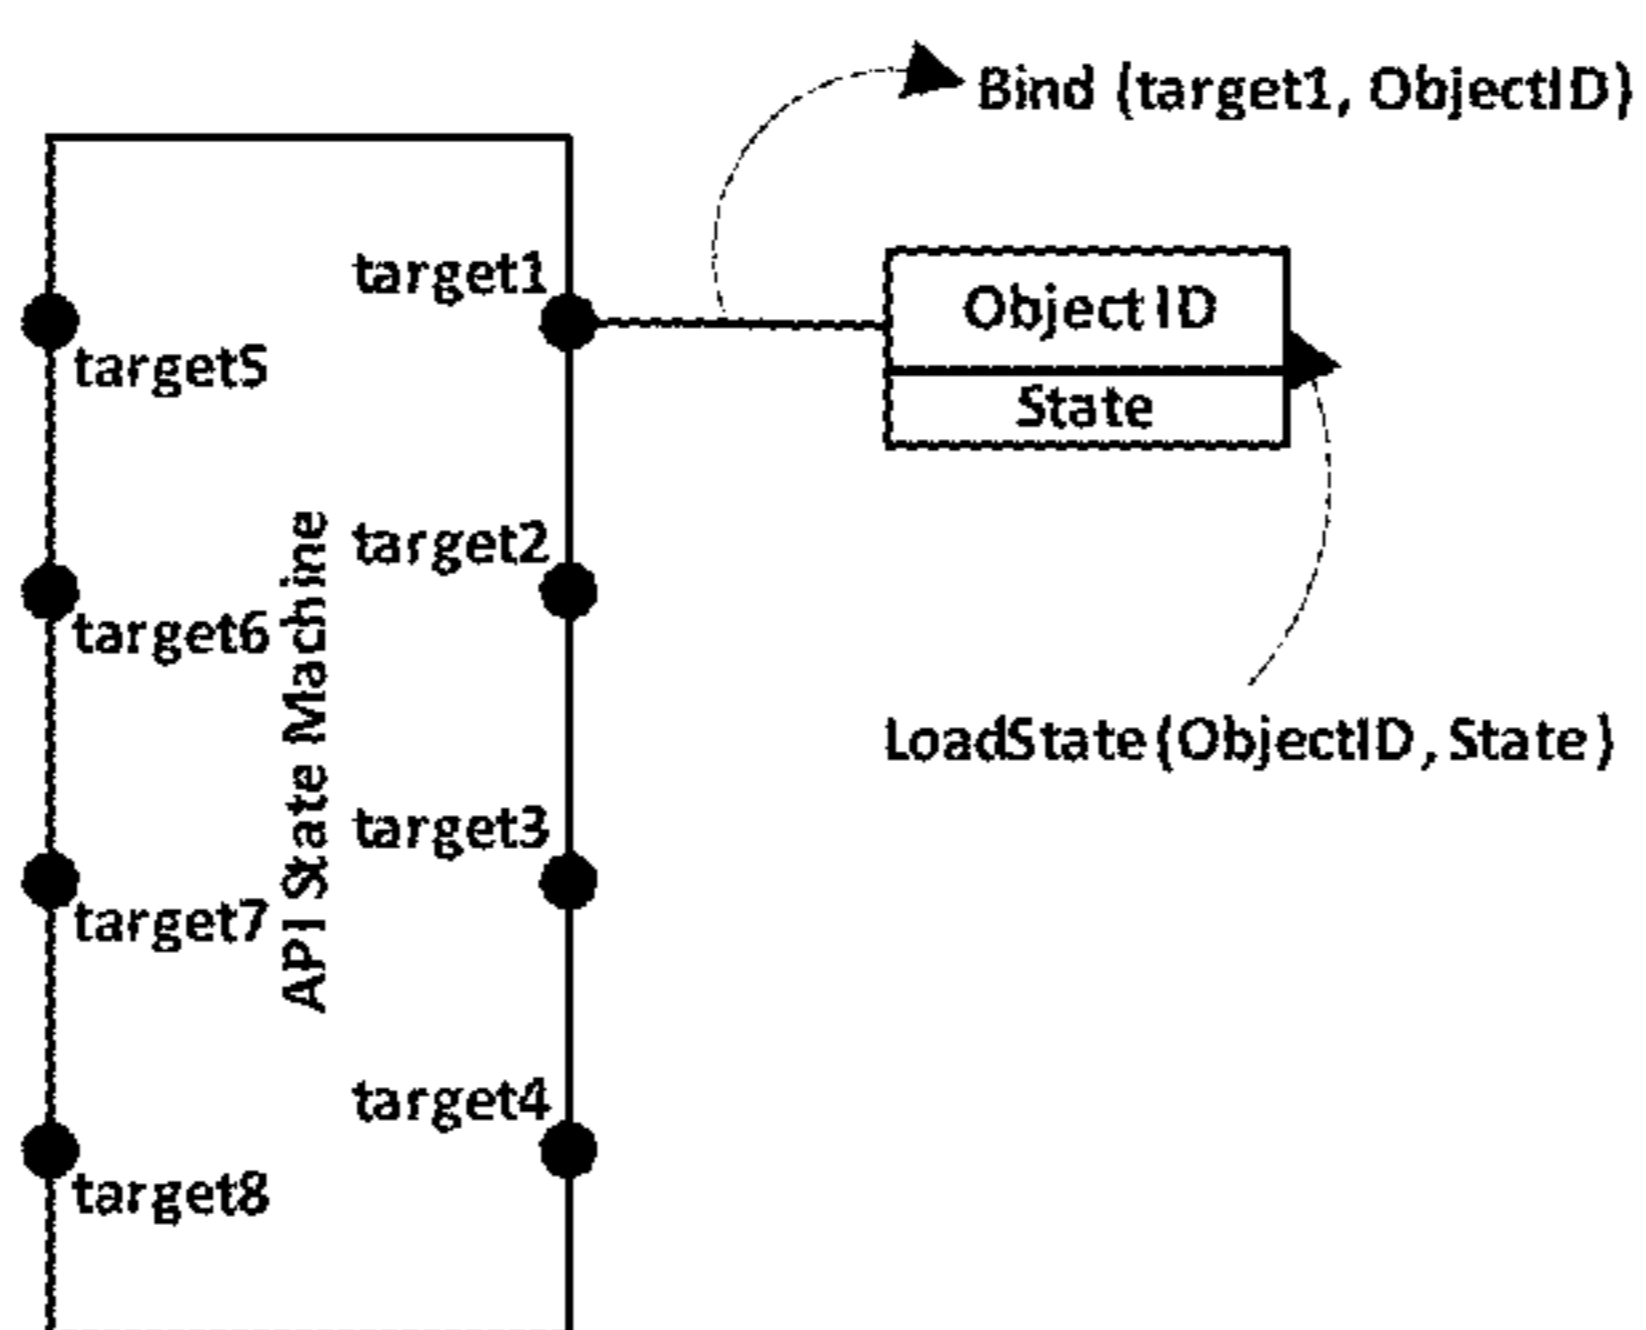 Bind (target1, ObjectID)
target1
Object ID
State
target5
target2
target6
API State Machine
LoadState(ObjectID, State)
target3
target7
target4
target8